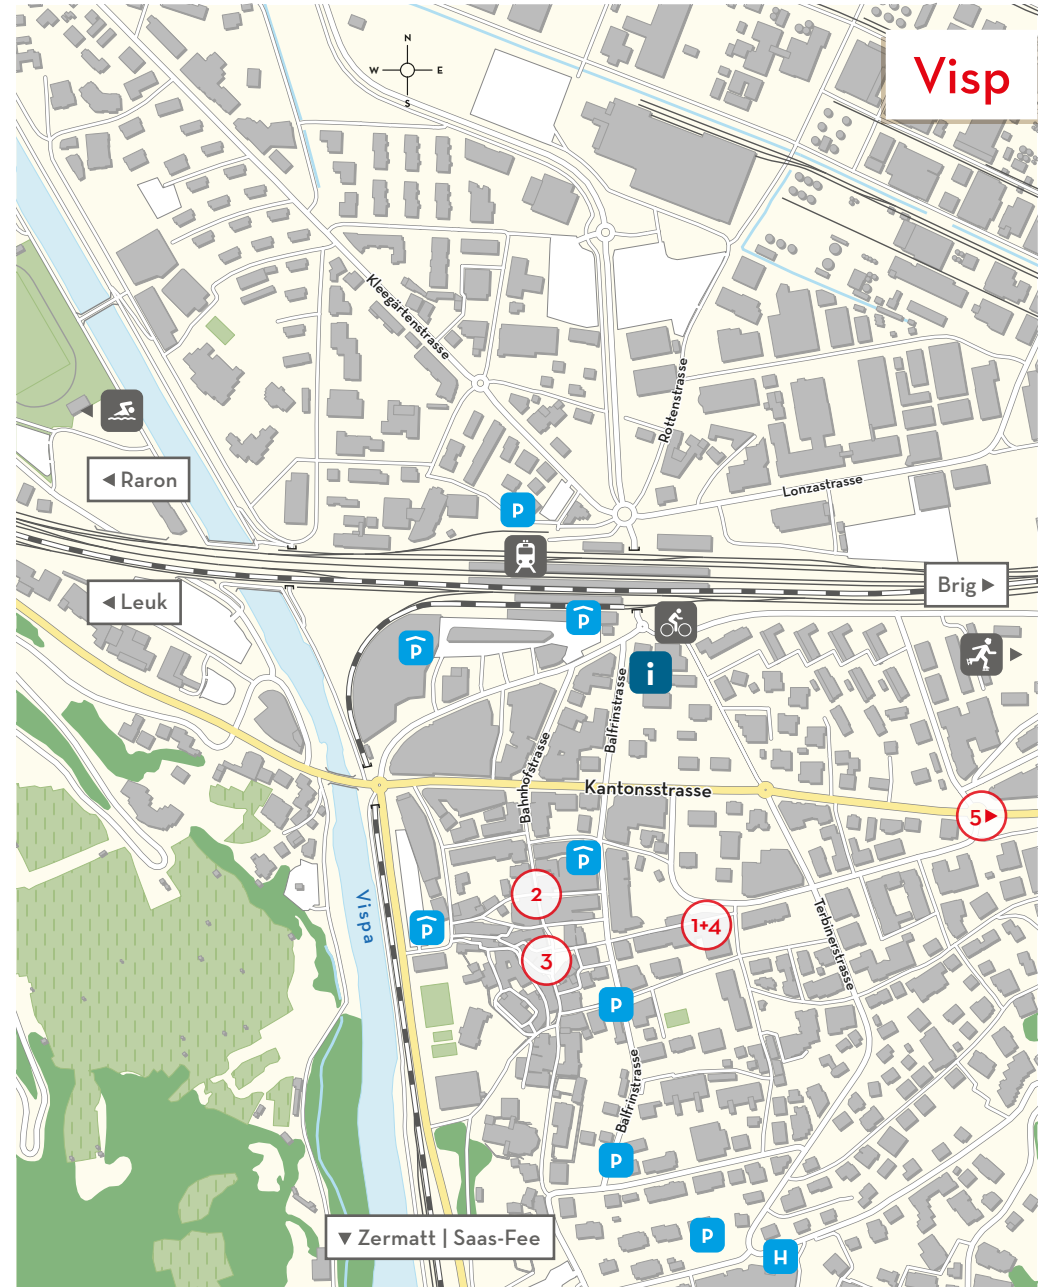 Visp
N
W E
S
Kleegärtenstrasse
Rottenstrasse
◄ Raron
Lonzastrasse
P
◄ Leuk
Brig ►
P
P
i
Balfrinstrasse
Bahnhofstrasse
Kantonsstrasse
5►
P
2
Vispa
P
1+4
Terbinerstrasse
3
P
Balfrinstrasse
P
▼ Zermatt | Saas-Fee
P
H